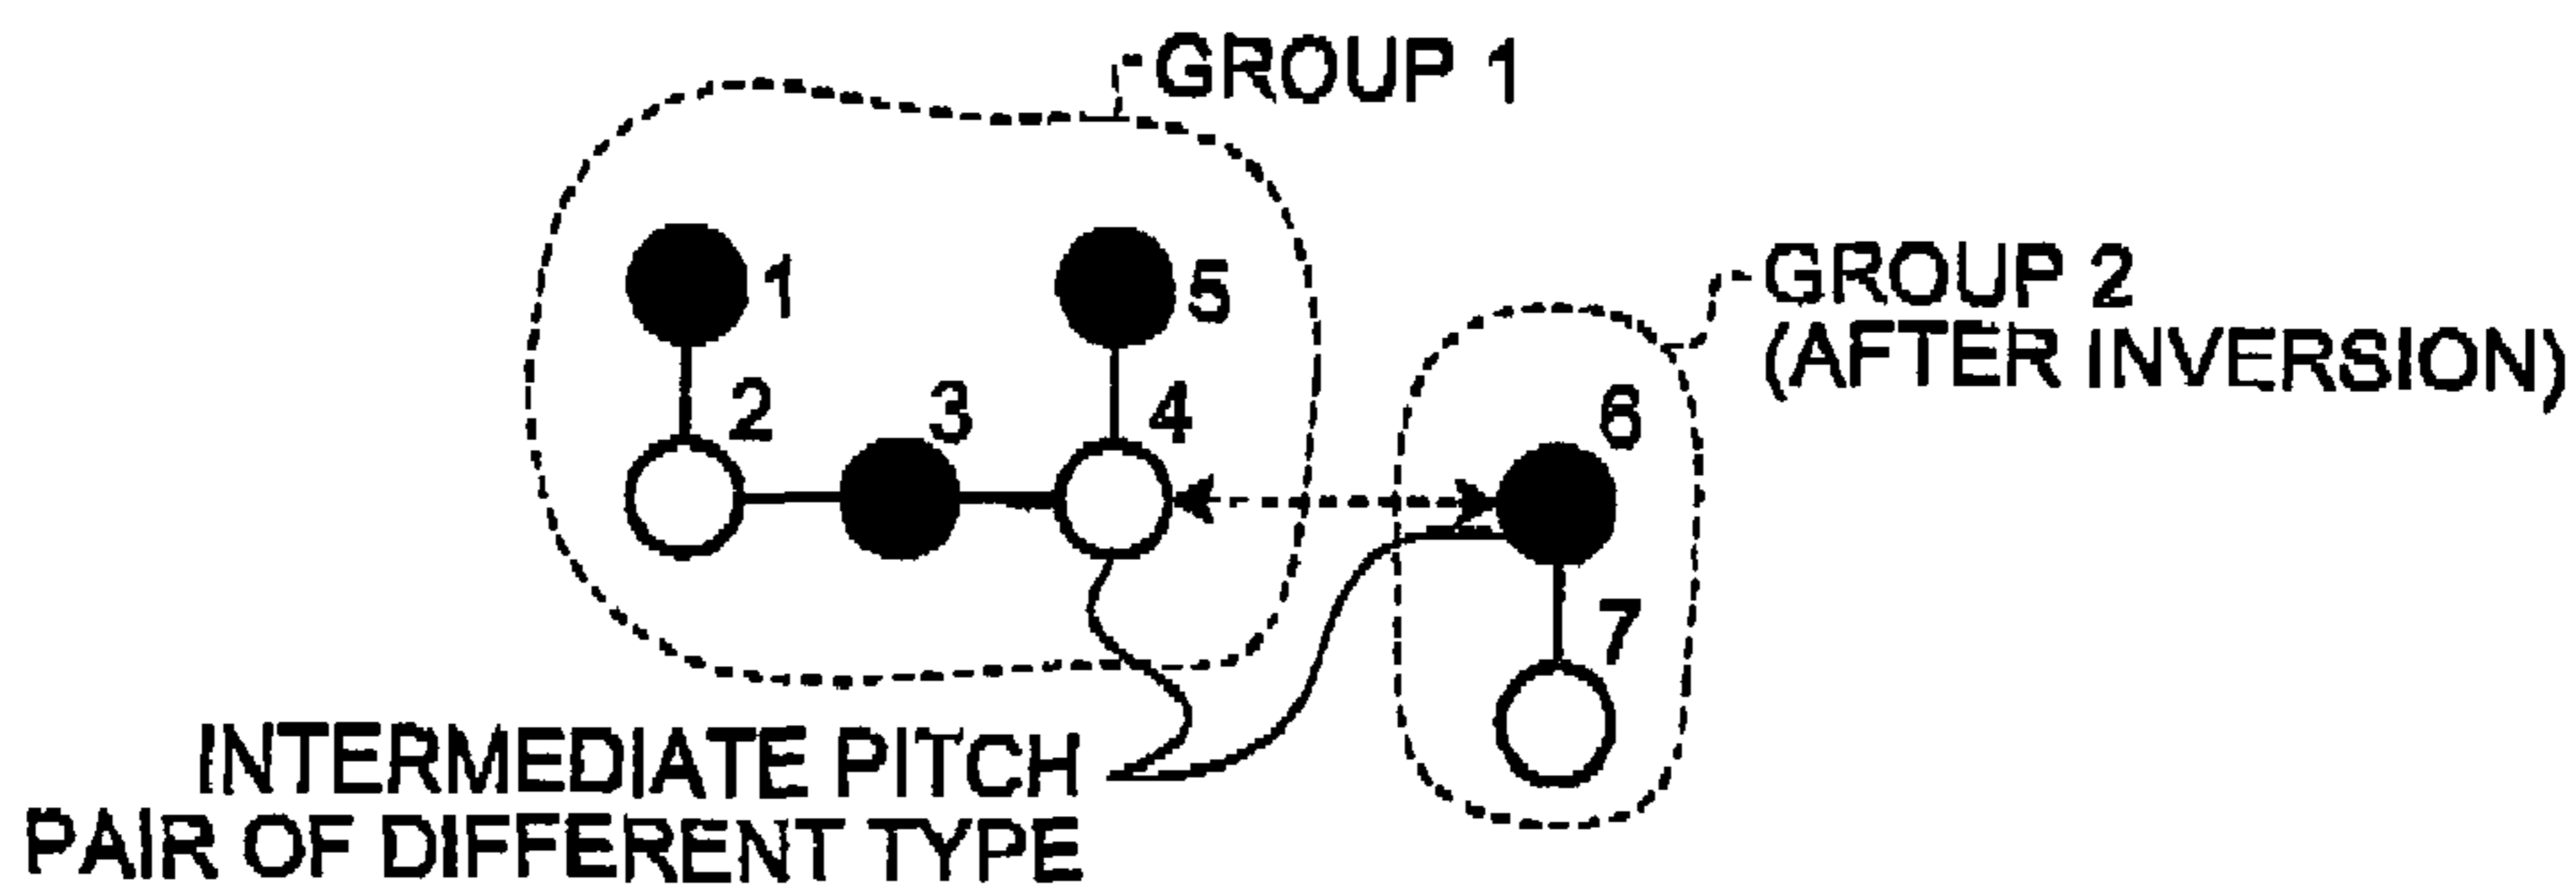 GROUP 1
GROUP 2
(AFTER INVERSION)
1
5
2
3
4
6
7
INTERMEDIATE PITCH
PAIR OF DIFFERENT TYPE